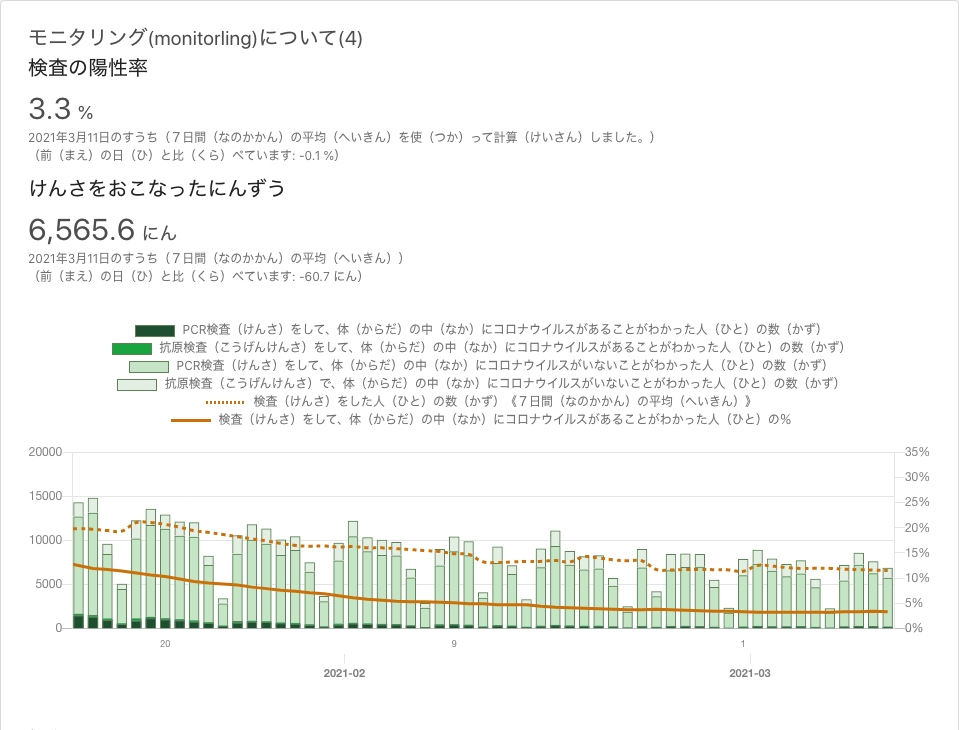 モニタリング(monitorling)について(4)
検査の陽性率
3.3 %
2021年3月11日のすうち（７日間（なのかかん）の平均（へいきん）を使（つか）って計算（けいさん）しました。）
（前（まえ）の日（ひ）と比（くら）べています: -0.1 %）
けんさをおこなったにんずう
6,565.6 にん
2021年3月11日のすうち（７日間（なのかかん）の平均（へいきん））
（前（まえ）の日（ひ）と比（くら）べています: -60.7 にん）
PCR検査（けんさ）をして、体（からだ）の中（なか）にコロナウイルスがあることがわかった人（ひと）の数（かず）
抗原検査（こうげんけんさ）をして、体（からだ）の中（なか）にコロナウイルスがあることがわかった人（ひと）の数（かず）
PCR検査（けんさ）をして、体（からだ）の中（なか）にコロナウイルスがいないことがわかった人（ひと）の数（かず）
抗原検査（こうげんけんさ）で、体（からだ）の中（なか）にコロナウイルスがいないことがわかった人（ひと）の数（かず）
検査（けんさ）をした人（ひと）の数（かず）《７日間（なのかかん）の平均（へいきん）》
検査（けんさ）をして、体（からだ）の中（なか）にコロナウイルスがあることがわかった人（ひと）の%
20000 35%
30%
15000 25%
20%
10000 15%
10%
5000 5%
0 0%
20 9 1
2021-02 2021-03